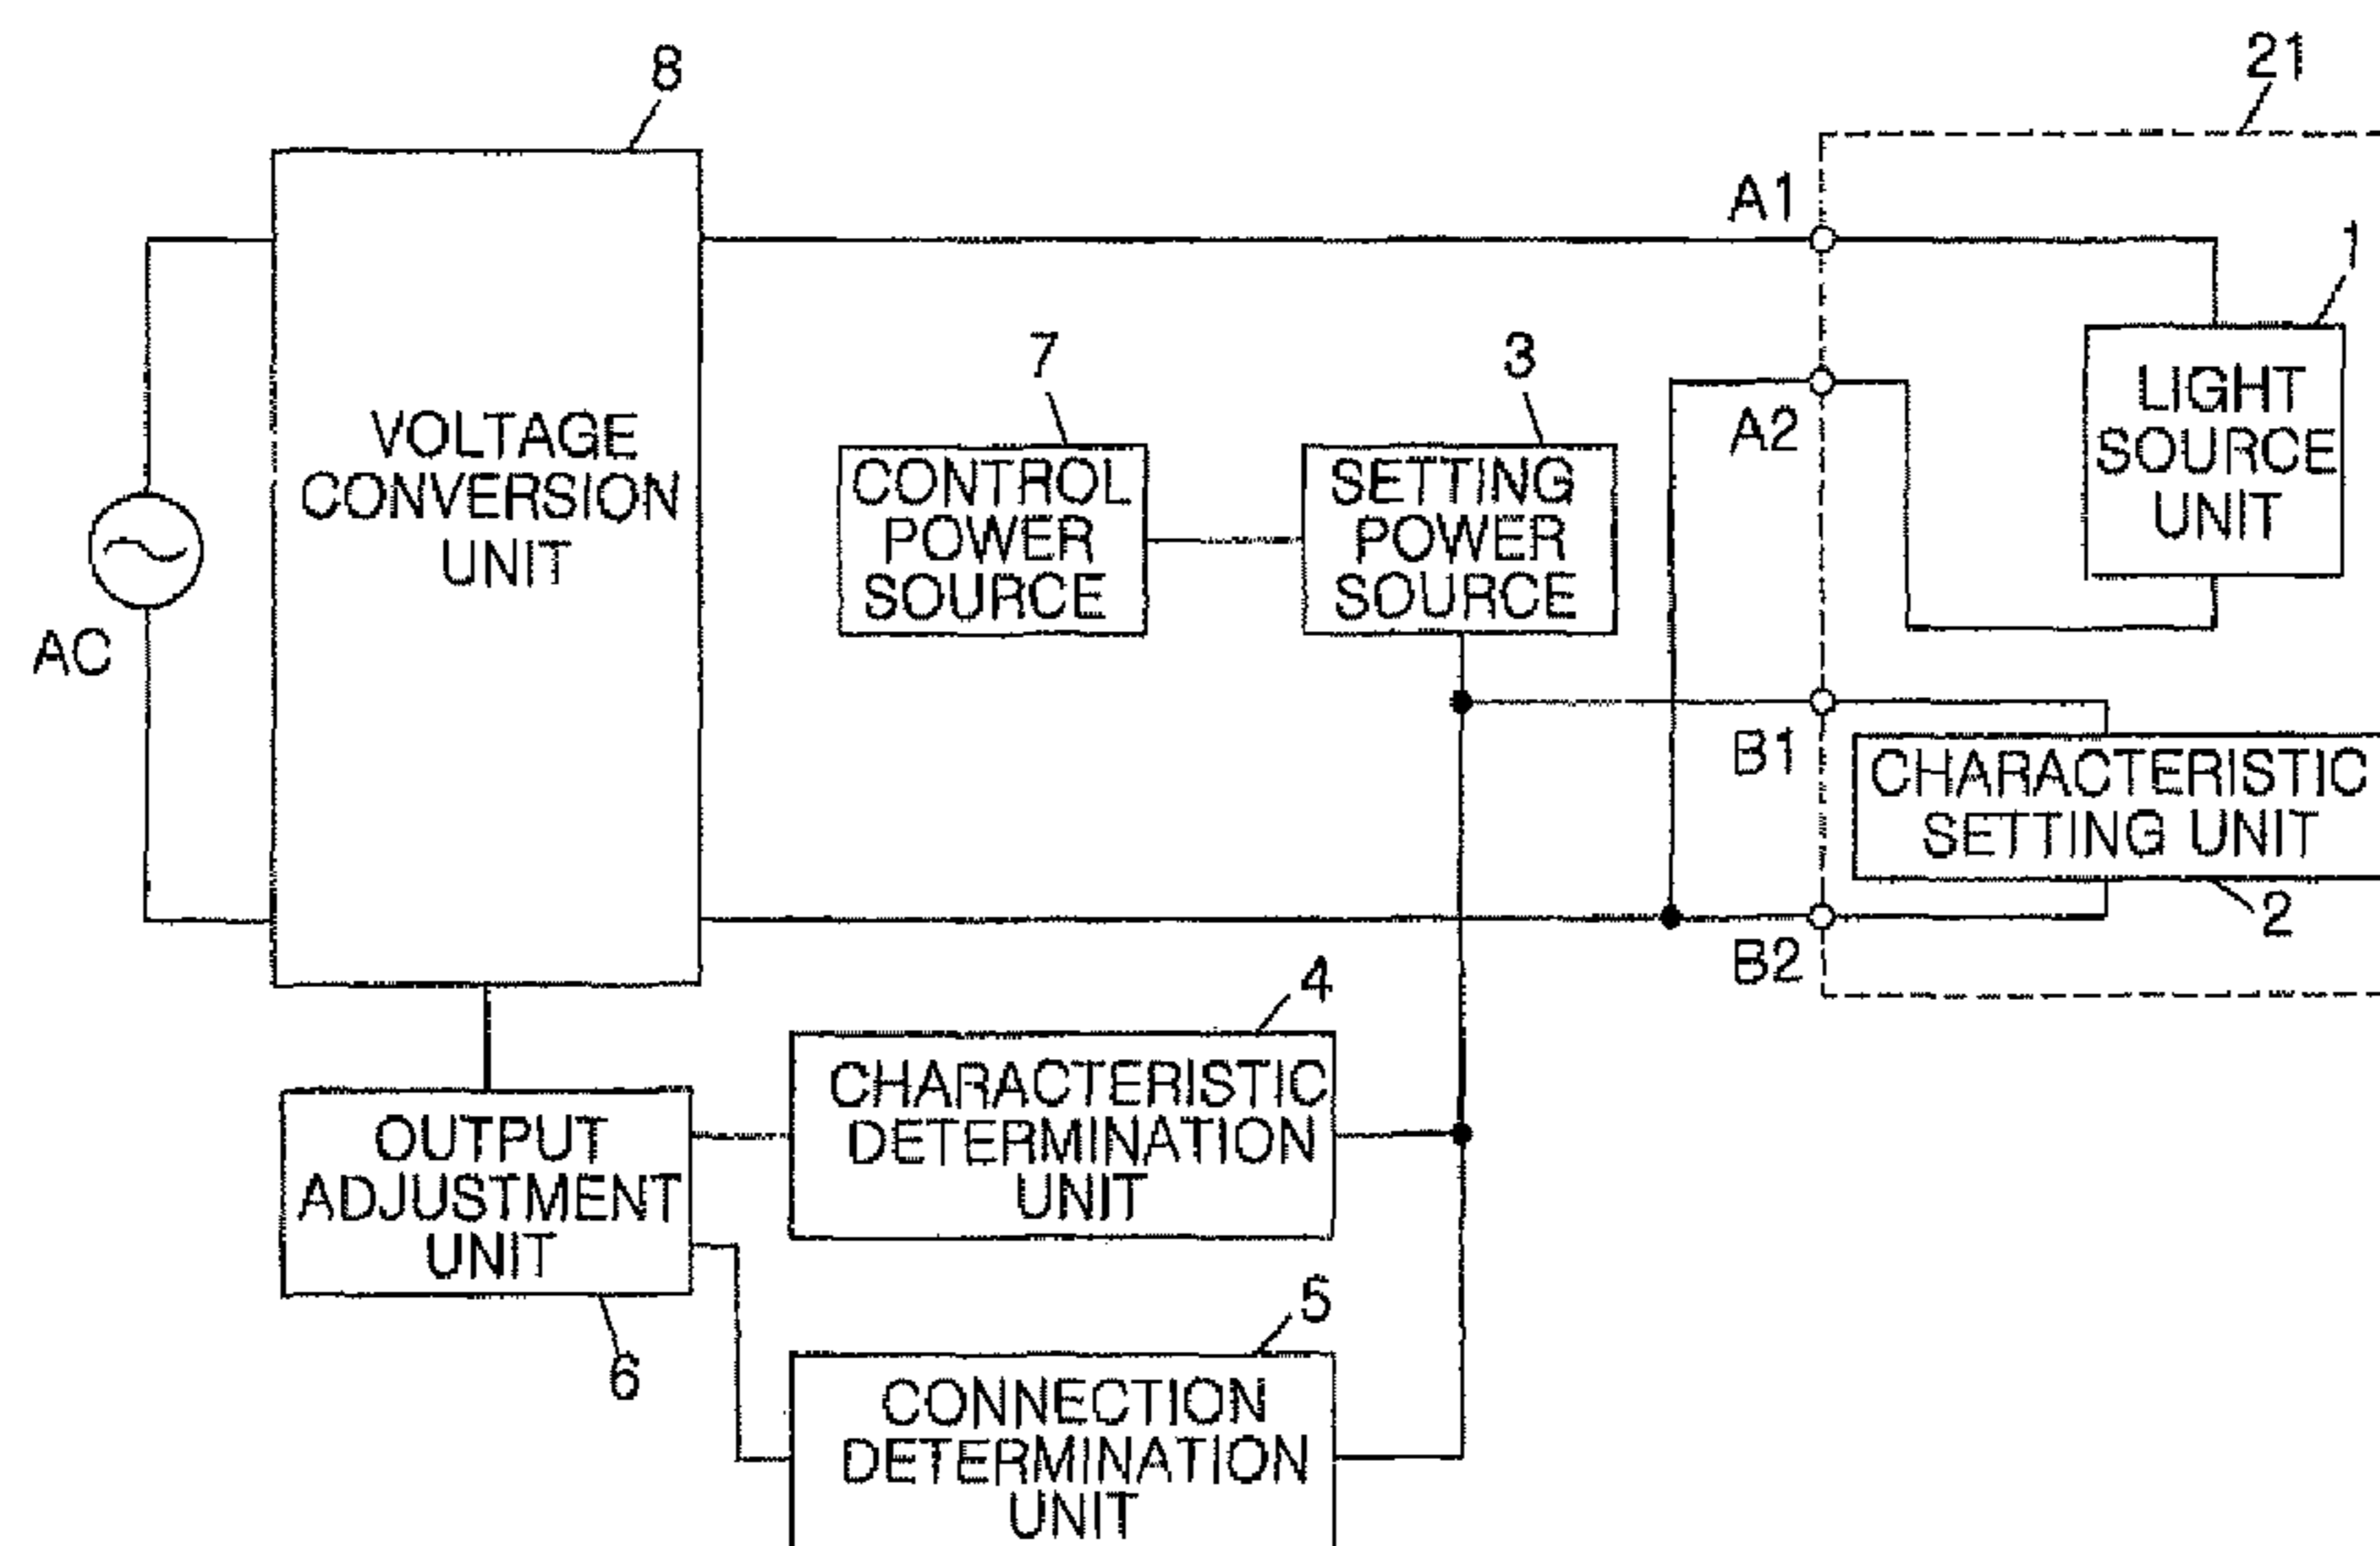 8
21
A1
1
7
3
A2
LIGHT
SOURCE
UNIT
VOLTAGE
CONVERSION
UNIT
CONTROL
POWER
SOURCE
SETTING
POWER
SOURCE
AC
B1
CHARACTERISTIC
SETTING UNIT
2
B2
4
CHARACTERISTIC
DETERMINATION
UNIT
OUTPUT
ADJUSTMENT
UNIT
5
6
CONNECTION
DETERMINATION
UNIT